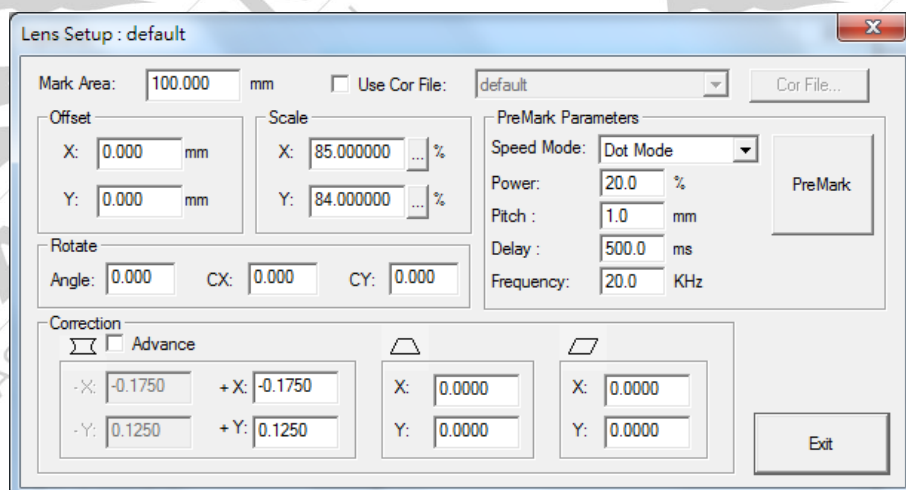 Lens Setup : default
X
Mark Area: 100.000 mm Use Cor File: default Cor File...
Offset
X: 0.000 mm
Y: 0.000 mm
Scale
X: 85.000000 ... %
Y: 84.000000 ... %
PreMark Parameters
Speed Mode: Dot Mode
Power: 20.0 %
Pitch : 1.0 mm
Delay : 500.0 ms
Frequency: 20.0 KHz
PreMark
Rotate
Angle: 0.000 CX: 0.000 CY: 0.000
Correction
Advance
-X: -0.1750 +X: -0.1750
-Y: 0.1250 +Y: 0.1250
X: 0.0000
Y: 0.0000
X: 0.0000
Y: 0.0000
Exit